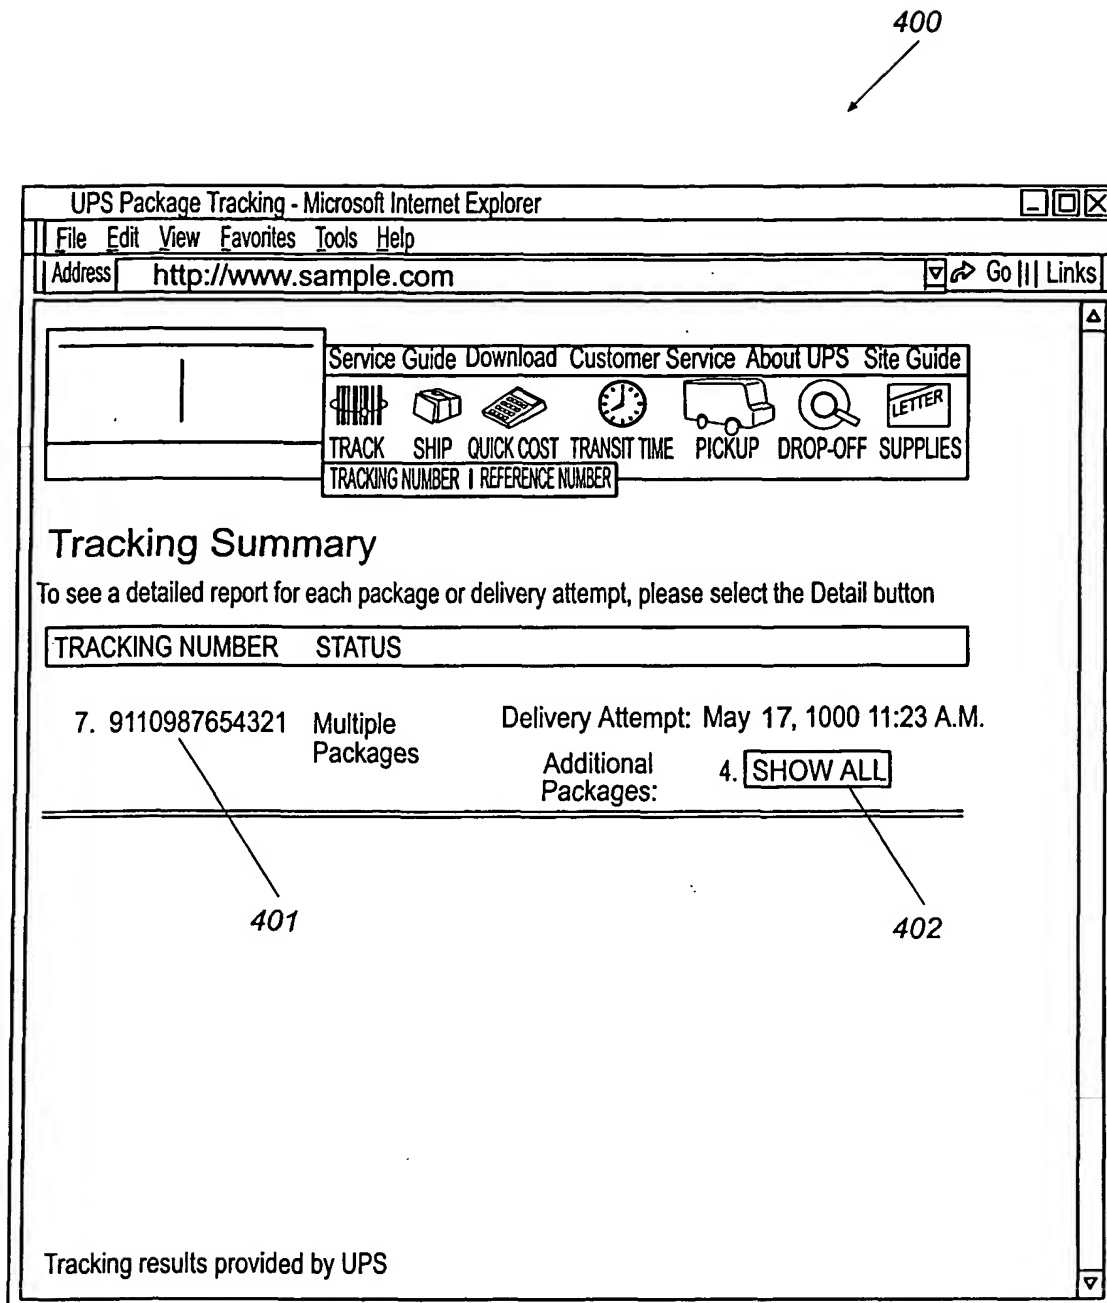 400
UPS Package Tracking - Microsoft Internet Explorer
File Edit View Favorites Tools Help
Address http://www.sample.com Go Links
Service Guide Download Customer Service About UPS Site Guide
LETTER
TRACK SHIP QUICK COST TRANSIT TIME PICKUP DROP-OFF SUPPLIES
TRACKING NUMBER | REFERENCE NUMBER
Tracking Summary
To see a detailed report for each package or delivery attempt, please select the Detail button
TRACKING NUMBER STATUS
7. 9110987654321 Multiple Delivery Attempt: May 17, 1000 11:23 A.M.
Packages
Additional 4. SHOW ALL
Packages:
401
402
Tracking results provided by UPS